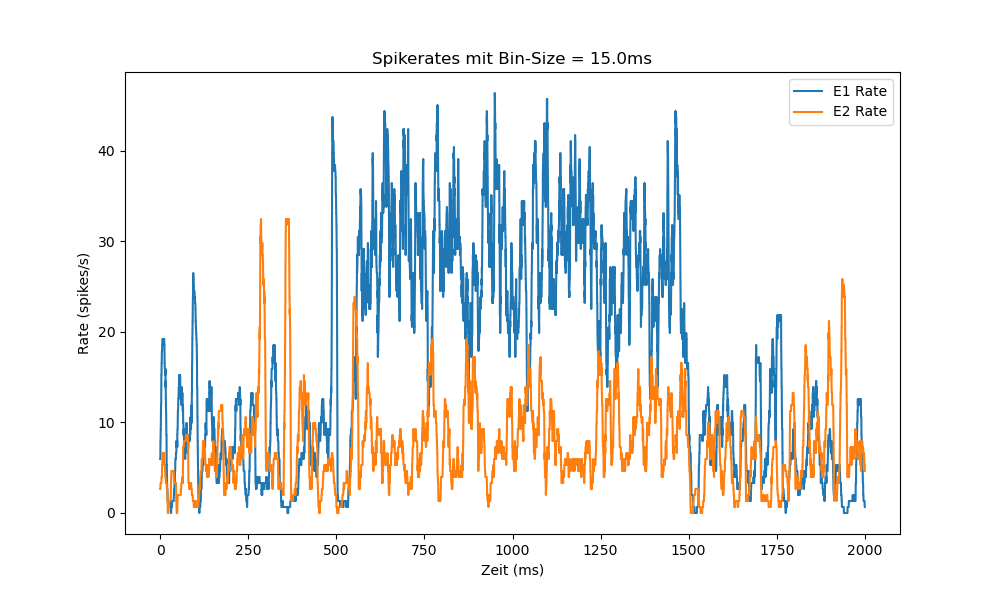 Spikerates mit Bin-Size = 15.0ms
E1 Rate
E2 Rate
40
30
20
10
0
Rate (spikes/s)
0 250 500 750 1000 1250 1500 1750 2000
Zeit (ms)